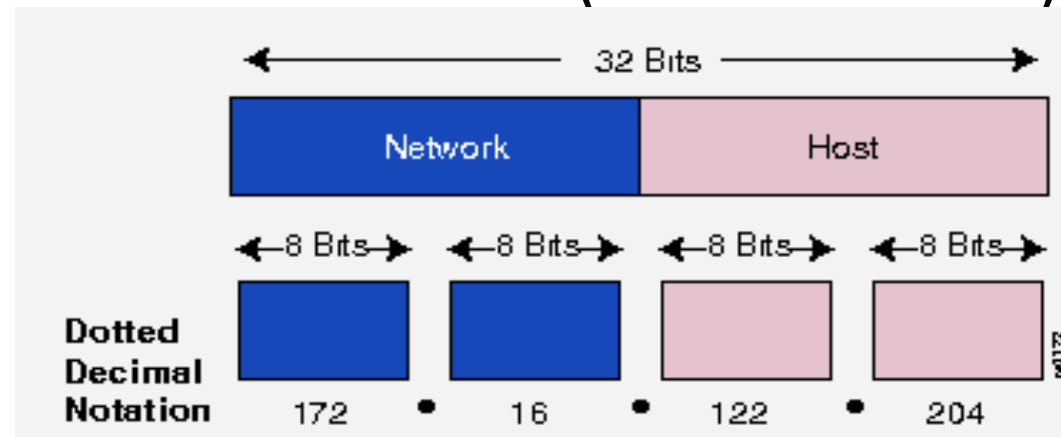 32 Bits
Network Host
8 Bits 8 Bits 8 Bits 8 Bits
Dotted
Decimal
Notation 172 • 16 • 122 • 204